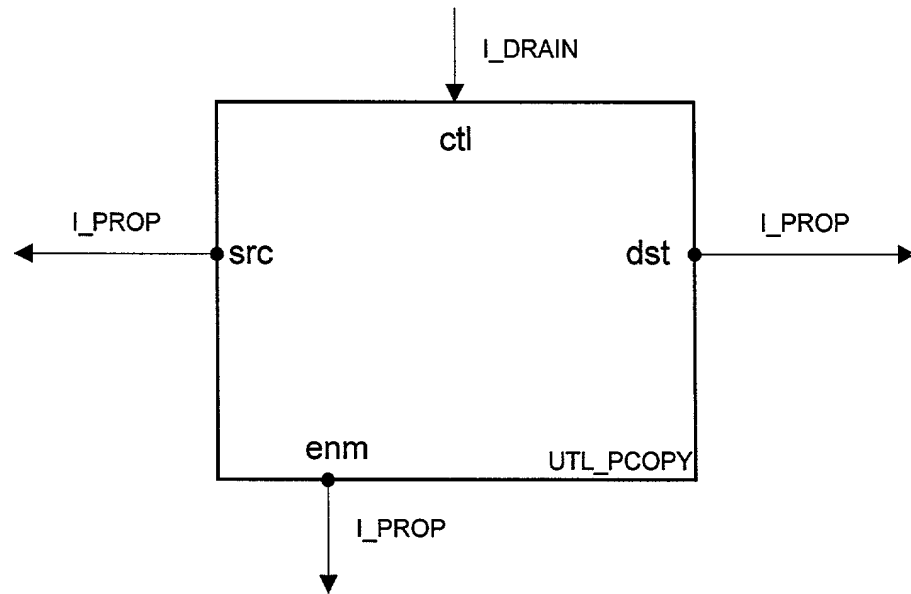 I_DRAIN
ctl
I_PROP
I_PROP
src
dst
enm
UTL_PCOPY
I_PROP